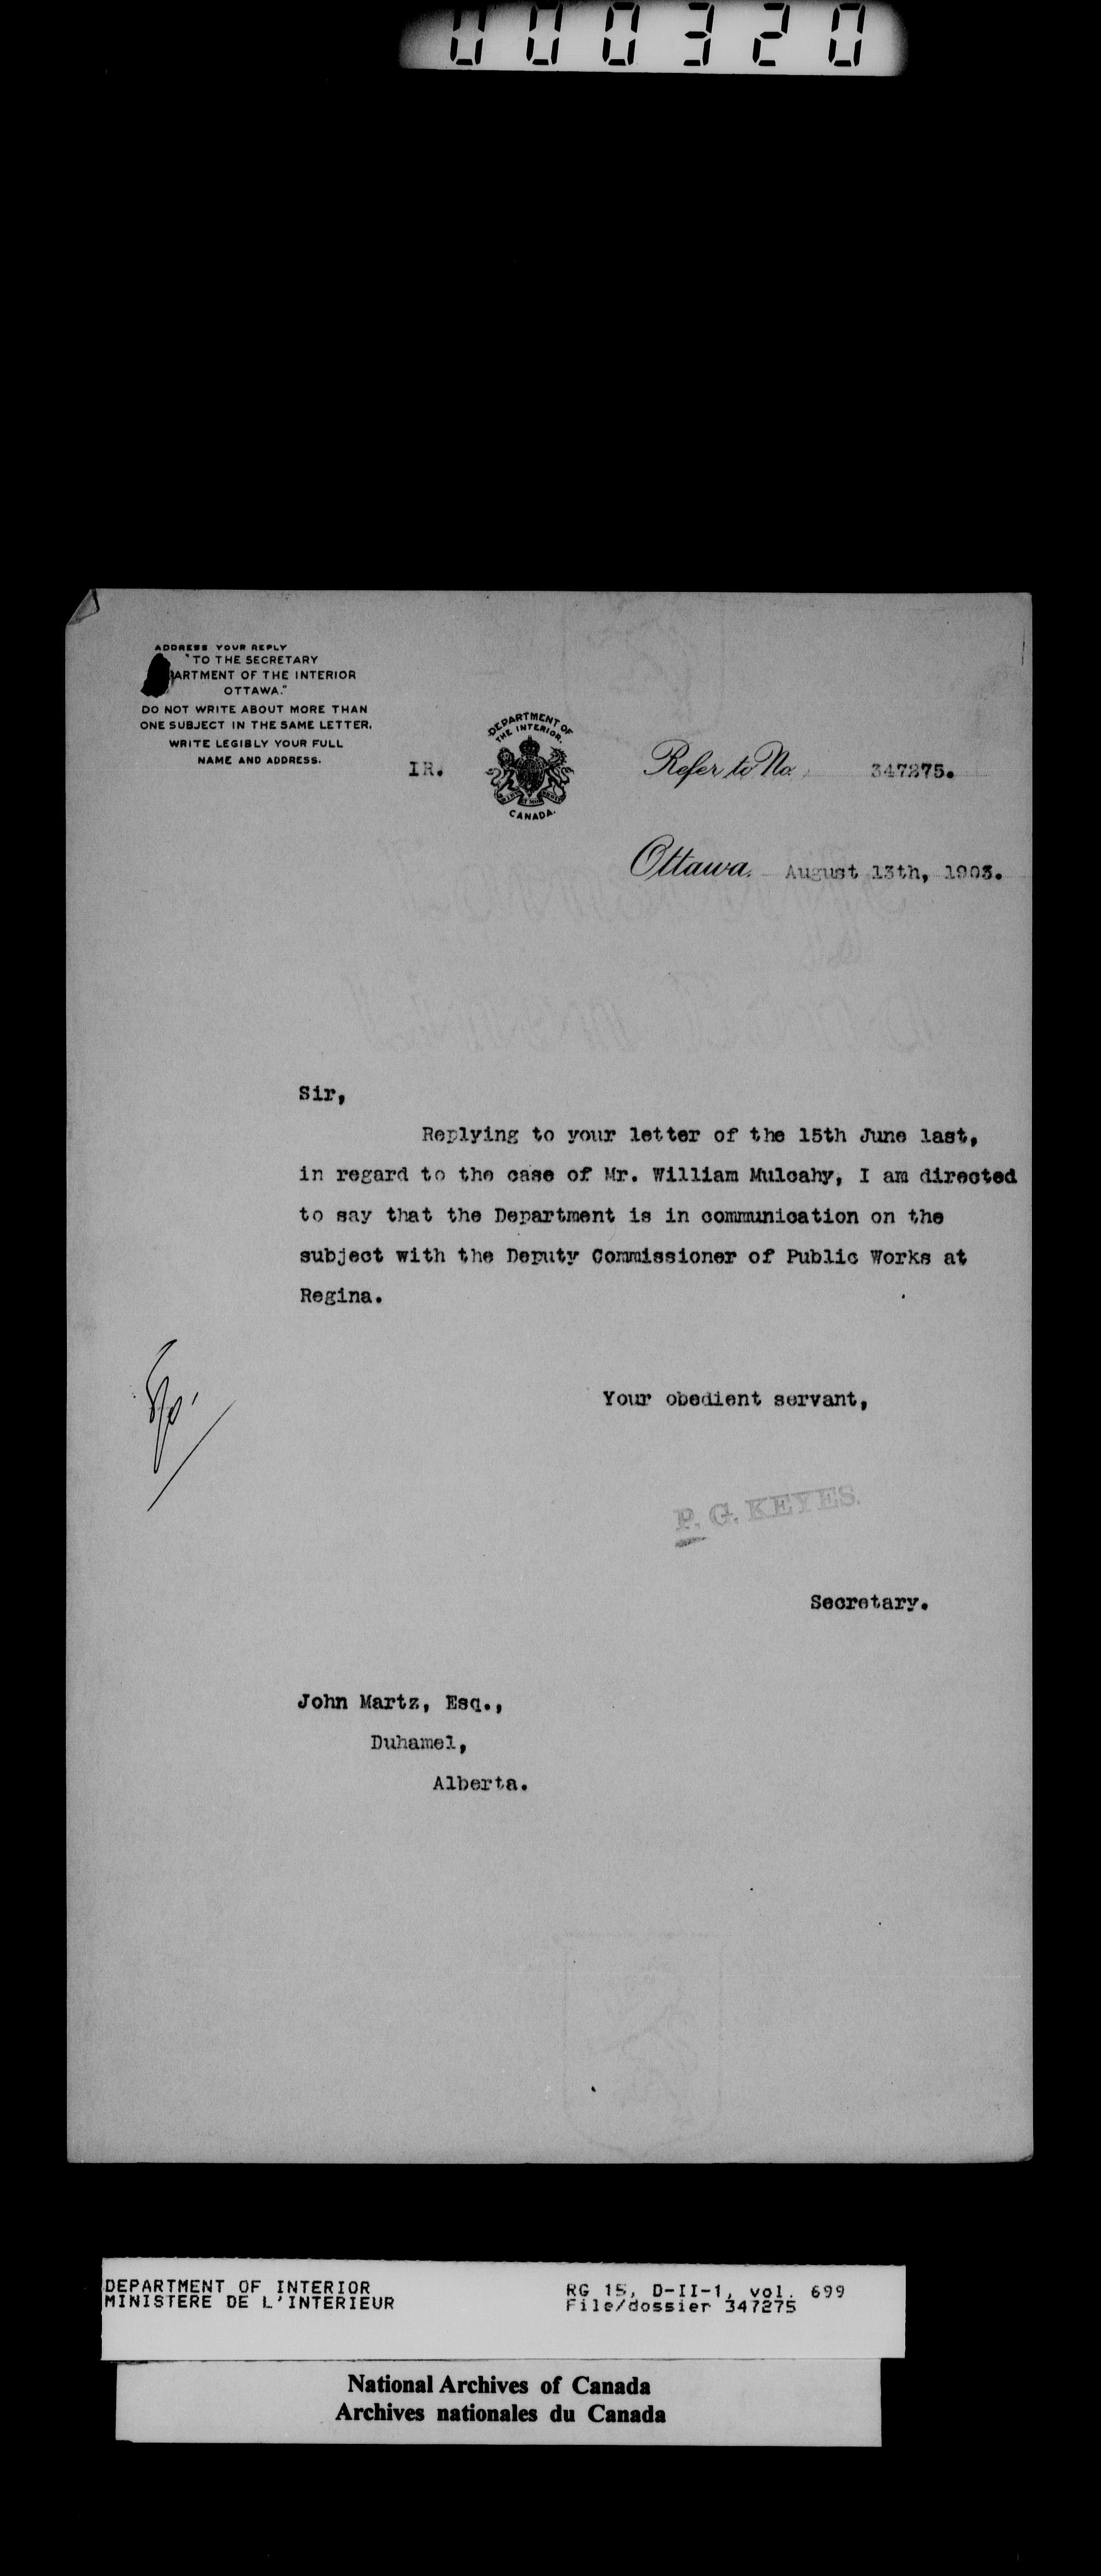 000320
ADDRESS YOUR REPLY
"TO THE SECRETARY
ARTMENT OF THE INTERIOR
OTTAWA."
DO NOT WRITE ABOUT MORE THAN
ONE SUBJECT IN THE SAME LETTER.
WRITE LEGIBLY YOUR FULL
NAME AND ADDRESS.
IR.
DEPARTMENT OF
THE INTERIOR.
CANADA.
Refer to No. 347275.
Ottawa. August 13th, 1903.
Sir,
Replying to your letter of the 15th June last,
in regard to the case of Mr. William Mulcahy, I am directed
to say that the Department is in communication on the
subject with the Deputy Commissioner of Public Works at
Regina.
Your obedient servant,
P. G. KEYES.
Secretary.
John Martz, Esq.,
Duhamel,
Alberta.
DEPARTMENT OF INTERIOR
MINISTERE DE L'INTERIEUR
RG 15, D-II-1, vol. 699
File/dossier 347275
National Archives of Canada
Archives nationales du Canada